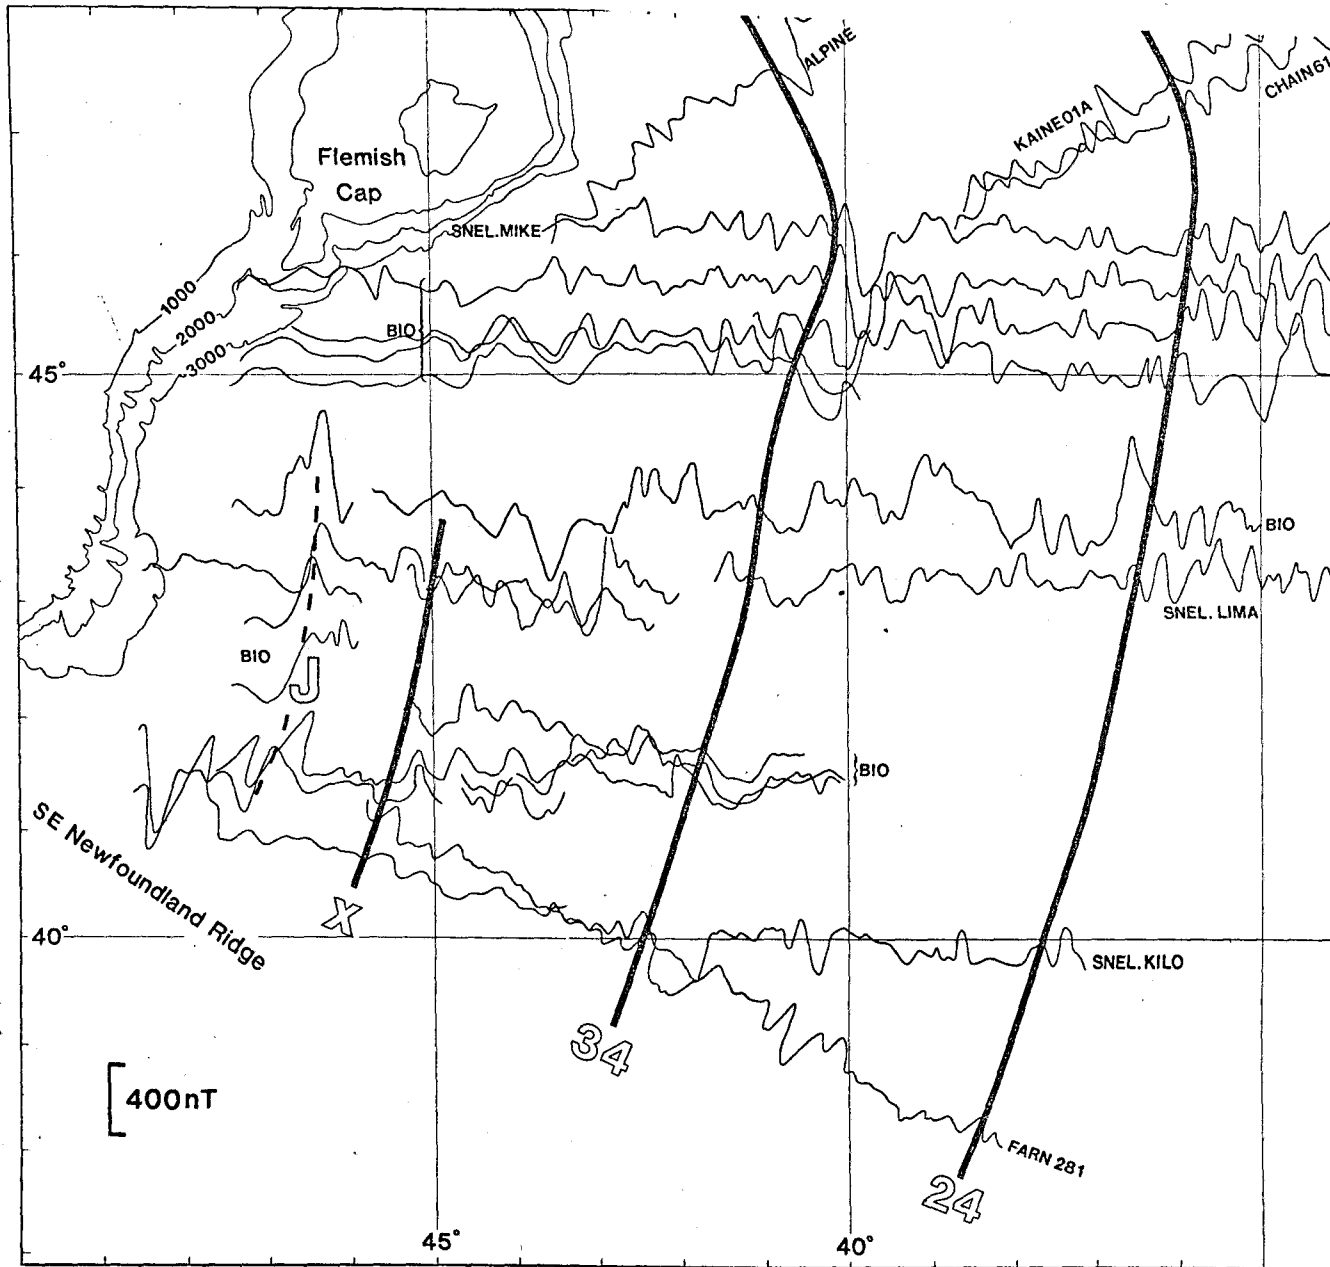 ALPINE
CHAIN61
KAINE01A
Flemish
Cap
SNEL.MIKE
1000
2000
3000
BIO
45°
BIO
SNEL. LIMA
BIO
J
BIO
SE Newfoundland Ridge
X
40°
SNEL.KILO
34
400nT
FARN 281
24
45°
40°